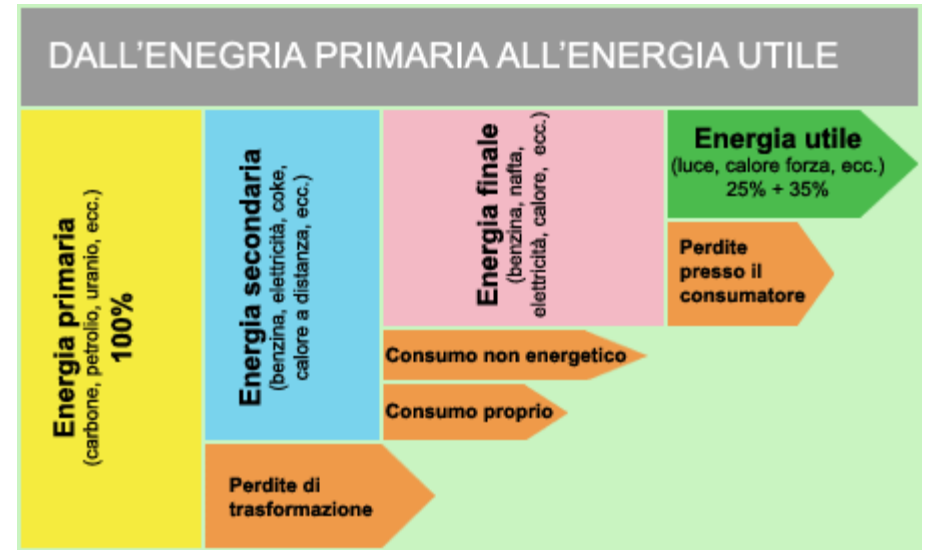 DALL'ENEGRIA PRIMARIA ALL'ENERGIA UTILE
Energia primaria
(carbone, petrolio, uranio, ecc.)
100%
Energia secondaria
(benzina, elettricità, coke,
calore a distanza, ecc.)
Energia finale
(benzina, nafta,
elettricità, calore, ecc.)
Energia utile
(luce, calore forza, ecc.)
25% + 35%
Perdite
presso il
consumatore
Consumo non energetico
Consumo proprio
Perdite di
trasformazione